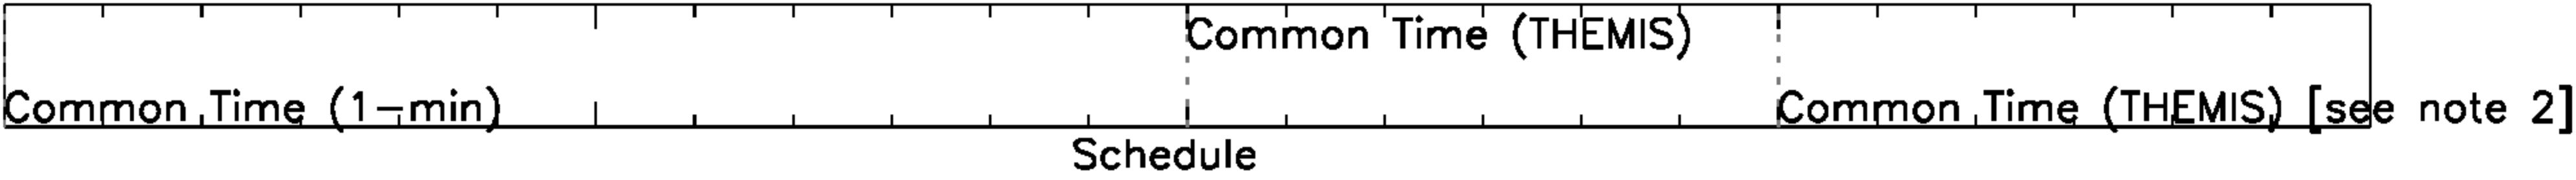 Common Time (THEMIS)
Common Time (1-min)
Common Time (THEMIS) [see note 2]
Schedule